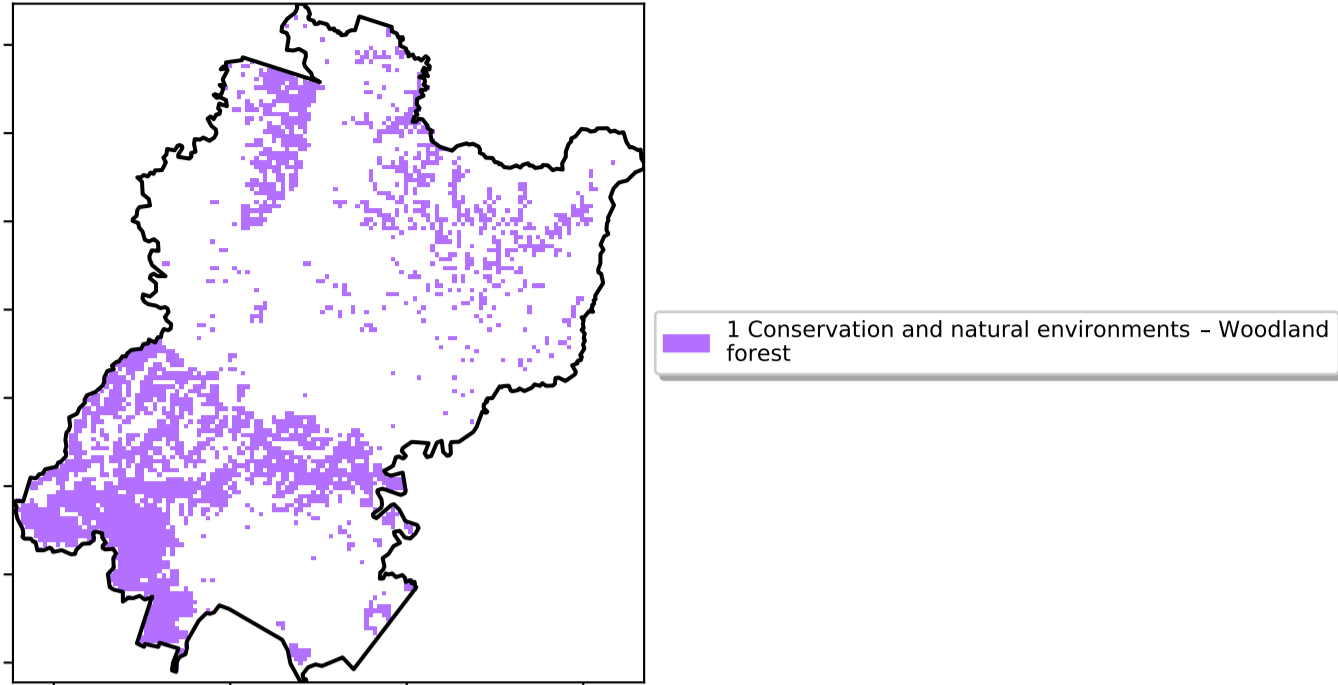 1 Conservation and natural environments – Woodland
forest